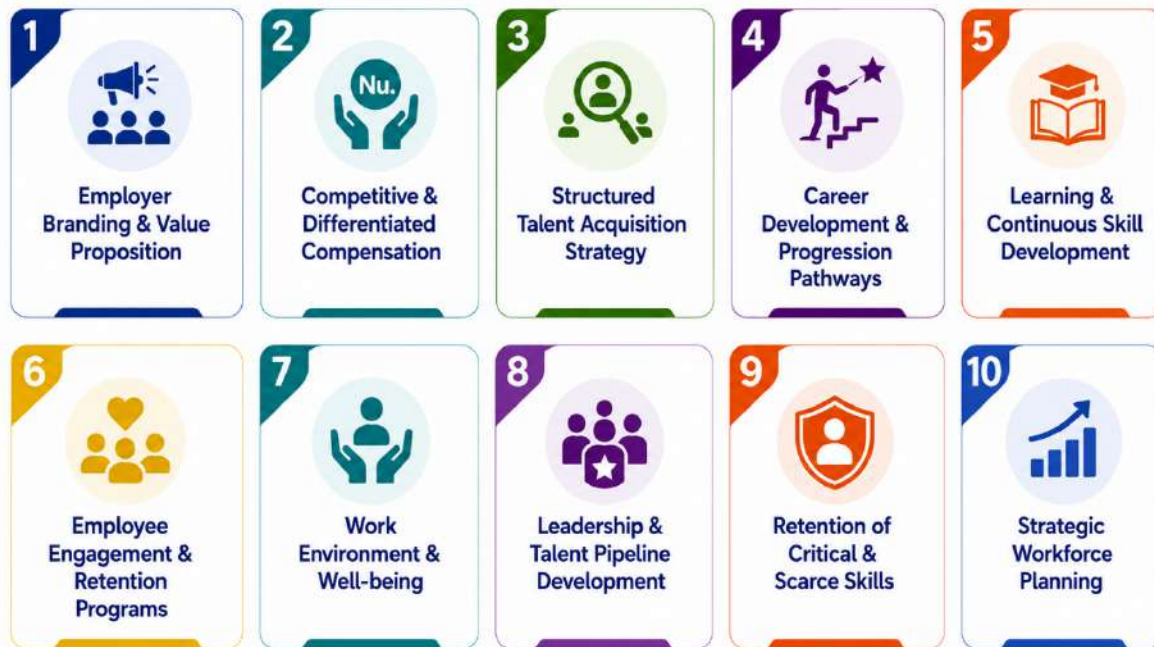 1
Employer
Branding & Value
Proposition
2
Nu.
Competitive &
Differentiated
Compensation
3
Structured
Talent Acquisition
Strategy
4
Career
Development &
Progression
Pathways
5
Learning &
Continuous Skill
Development
6
Employee
Engagement &
Retention
Programs
7
Work
Environment &
Well-being
8
Leadership &
Talent Pipeline
Development
9
Retention of
Critical &
Scarce Skills
10
Strategic
Workforce
Planning